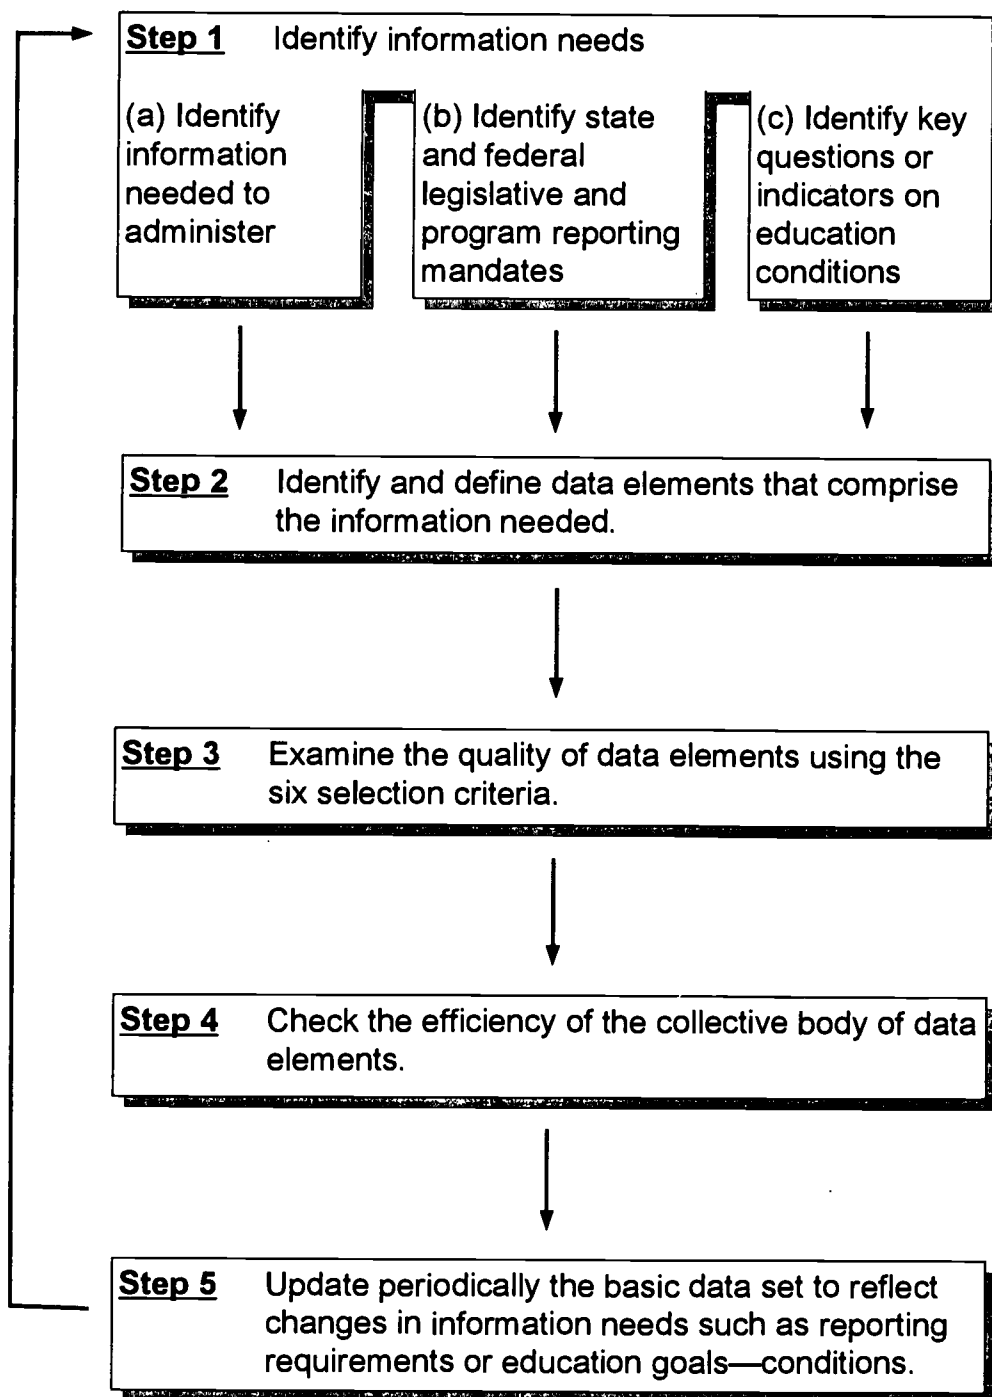 Step 1 Identify information needs
(a) Identify
information
needed to
administer
(b) Identify state
and federal
legislative and
program reporting
mandates
(c) Identify key
questions or
indicators on
education
conditions
Step 2 Identify and define data elements that comprise
the information needed.
Step 3 Examine the quality of data elements using the
six selection criteria.
Step 4 Check the efficiency of the collective body of data
elements.
Step 5 Update periodically the basic data set to reflect
changes in information needs such as reporting
requirements or education goals—conditions.